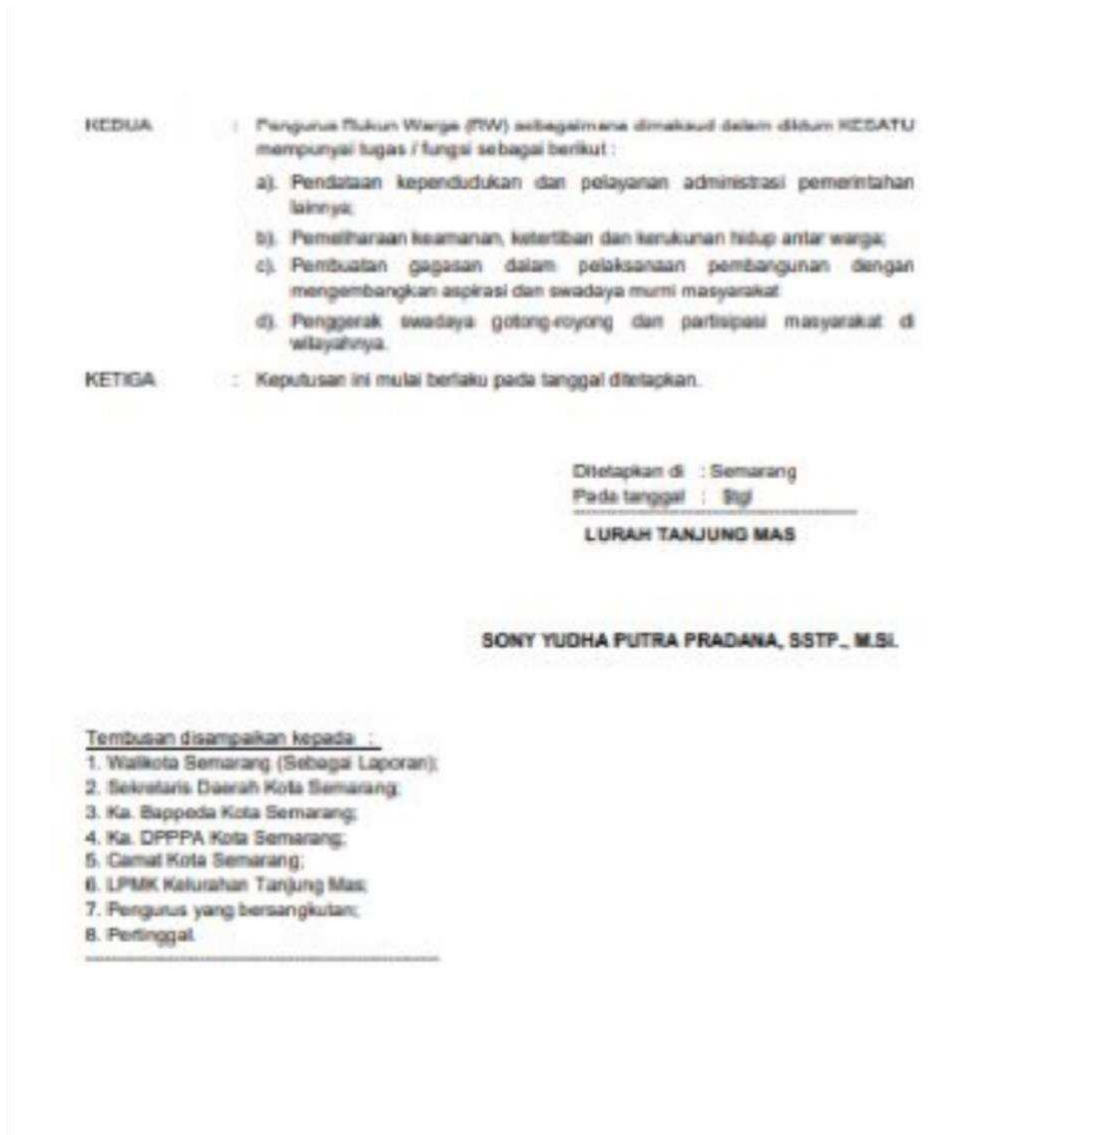 KEDUA : Pengurus Rukun Warga (RW) sebagaimana dimaksud dalam diktum KESATU
mempunyai tugas / fungsi sebagai berikut :
a). Pendataan kependudukan dan pelayanan administrasi pemerintahan
lainnya;
b). Pemeliharaan keamanan, ketertiban dan kerukunan hidup antar warga;
c). Pembuatan gagasan dalam pelaksanaan pembangunan dengan
mengembangkan aspirasi dan swadaya murni masyarakat
d). Penggerak swadaya gotong-royong dan partisipasi masyarakat di
wilayahnya.
KETIGA : Keputusan ini mulai berlaku pada tanggal ditetapkan.
Ditetapkan di : Semarang
Pada tanggal : $tgl
LURAH TANJUNG MAS
SONY YUDHA PUTRA PRADANA, SSTP., M.Si.
Tembusan disampaikan kepada :
1. Walikota Semarang (Sebagai Laporan);
2. Sekretaris Daerah Kota Semarang;
3. Ka. Bappeda Kota Semarang;
4. Ka. DPPPA Kota Semarang;
5. Camat Kota Semarang;
6. LPMK Kelurahan Tanjung Mas;
7. Pengurus yang bersangkutan;
8. Pertinggal.